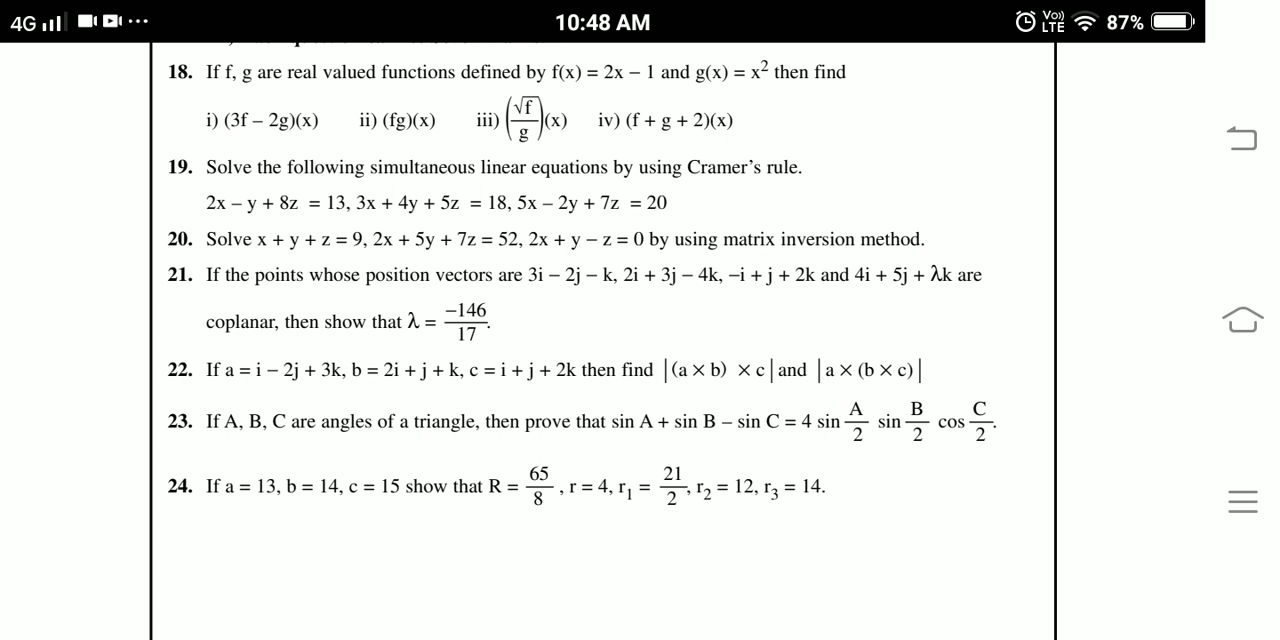 4G 10:48 AM Vo)) LTE 87%
18. If f, g are real valued functions defined by f(x) = 2x – 1 and g(x) = x² then find
i) (3f – 2g)(x) ii) (fg)(x) iii) (√f/g)(x) iv) (f + g + 2)(x)
19. Solve the following simultaneous linear equations by using Cramer’s rule.
2x – y + 8z = 13, 3x + 4y + 5z = 18, 5x – 2y + 7z = 20
20. Solve x + y + z = 9, 2x + 5y + 7z = 52, 2x + y – z = 0 by using matrix inversion method.
21. If the points whose position vectors are 3i – 2j – k, 2i + 3j – 4k, –i + j + 2k and 4i + 5j + λk are
coplanar, then show that λ = –146/17.
22. If a = i – 2j + 3k, b = 2i + j + k, c = i + j + 2k then find |(a × b) × c| and |a × (b × c)|
23. If A, B, C are angles of a triangle, then prove that sin A + sin B – sin C = 4 sin A/2 sin B/2 cos C/2.
24. If a = 13, b = 14, c = 15 show that R = 65/8, r = 4, r₁ = 21/2, r₂ = 12, r₃ = 14.